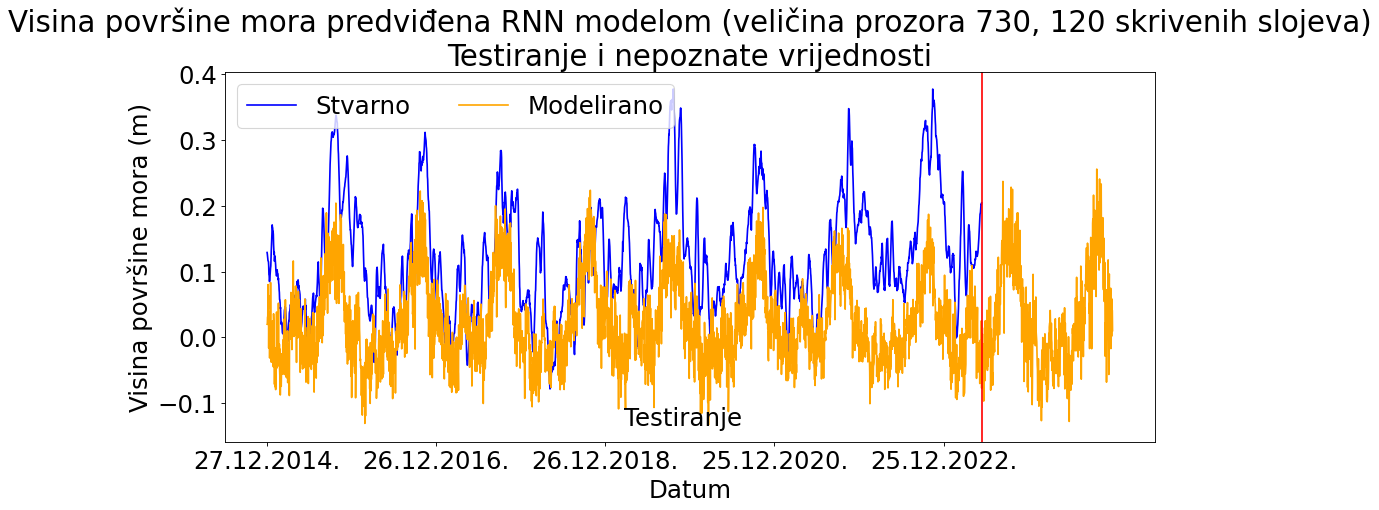 Visina površine mora predviđena RNN modelom (veličina prozora 730, 120 skrivenih slojeva)
Testiranje i nepoznate vrijednosti
Stvarno
Modelirano
Visina površine mora (m)
0.4
0.3
0.2
0.1
0.0
−0.1
Testiranje
27.12.2014.
26.12.2016.
26.12.2018.
25.12.2020.
25.12.2022.
Datum